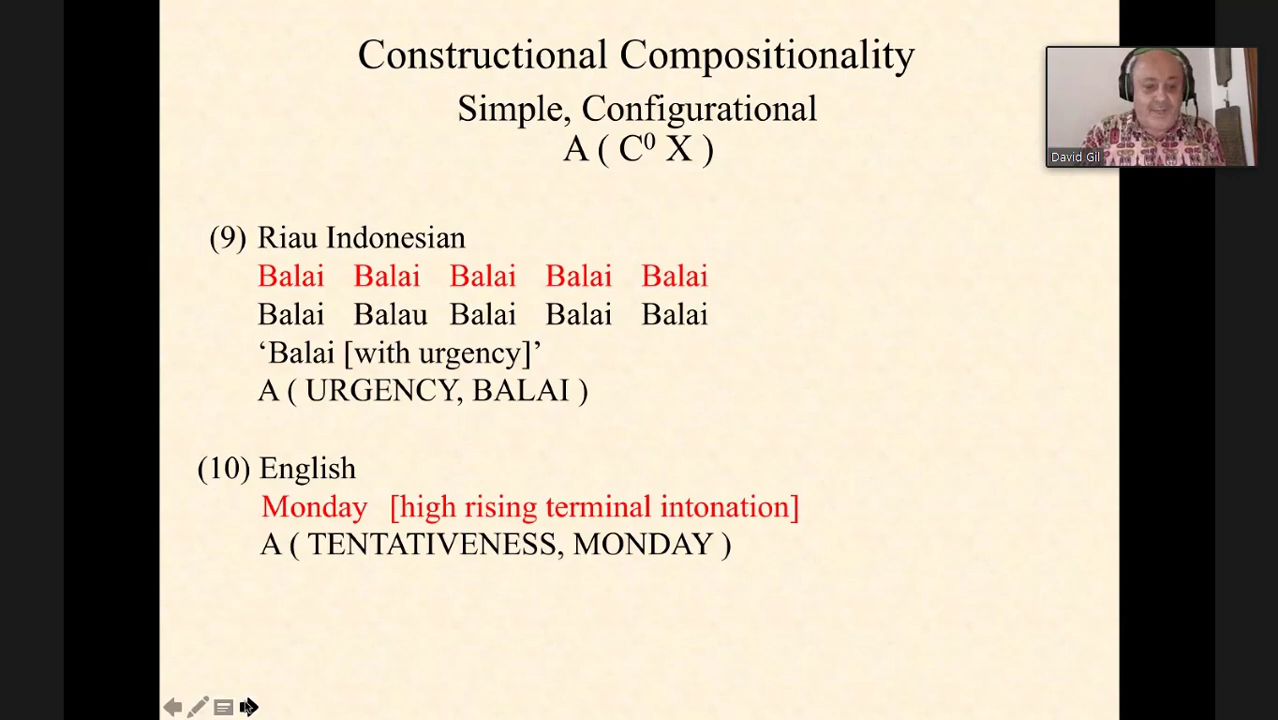 Constructional Compositionality
Simple, Configurational
A ( C⁰ X )
David Gil
(9) Riau Indonesian
Balai Balai Balai Balai Balai
Balai Balau Balai Balai Balai
‘Balai [with urgency]’
A ( URGENCY, BALAI )
(10) English
Monday [high rising terminal intonation]
A ( TENTATIVENESS, MONDAY )